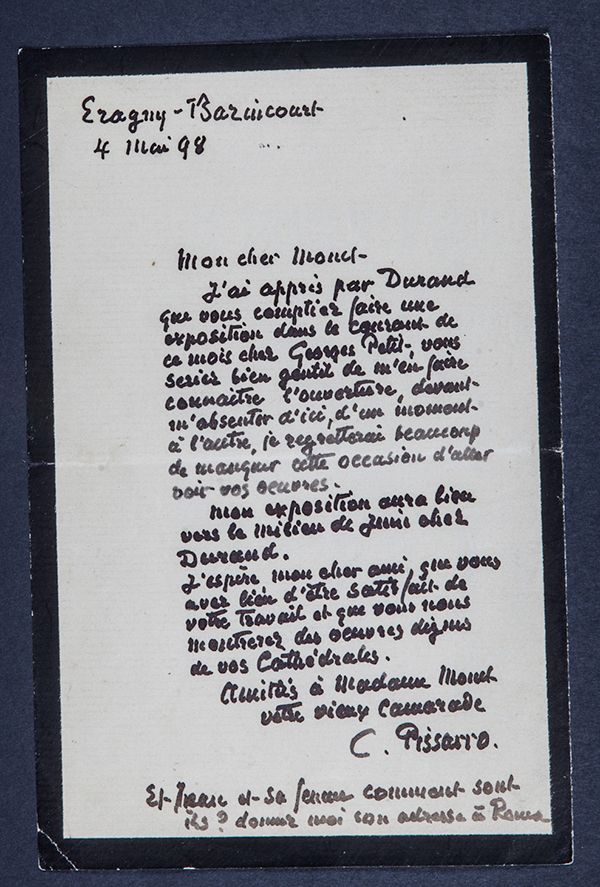 Eragny-Bazincourt
4 Mai 98
Mon cher Monet
J'ai appris par Durand
que vous comptier faire une
exposition dans le courant de
ce mois cher Georges Petit, vous
seriez bien gentil de m'en faire
connaitre l'ouverture, devant
m'absenter d'ici, d'un moment
à l'autre, je regretterai beaucoup
de manquer cette occasion d'aller
voir vos oeuvres.
Mon exposition aura lieu
vers le milieu de Juin chez
Durand.
J'espère mon cher ami, que vous
avez lieu d'être satisfait de
votre travail et que vous nous
montrerez des oeuvres dignes
de vos Cathédrales.
Amitiés à Madame Monet
votre vieux Camarade
C. Pissarro.
Et Jean et sa femme comment sont
ils? donnez moi son adresse à Rouen